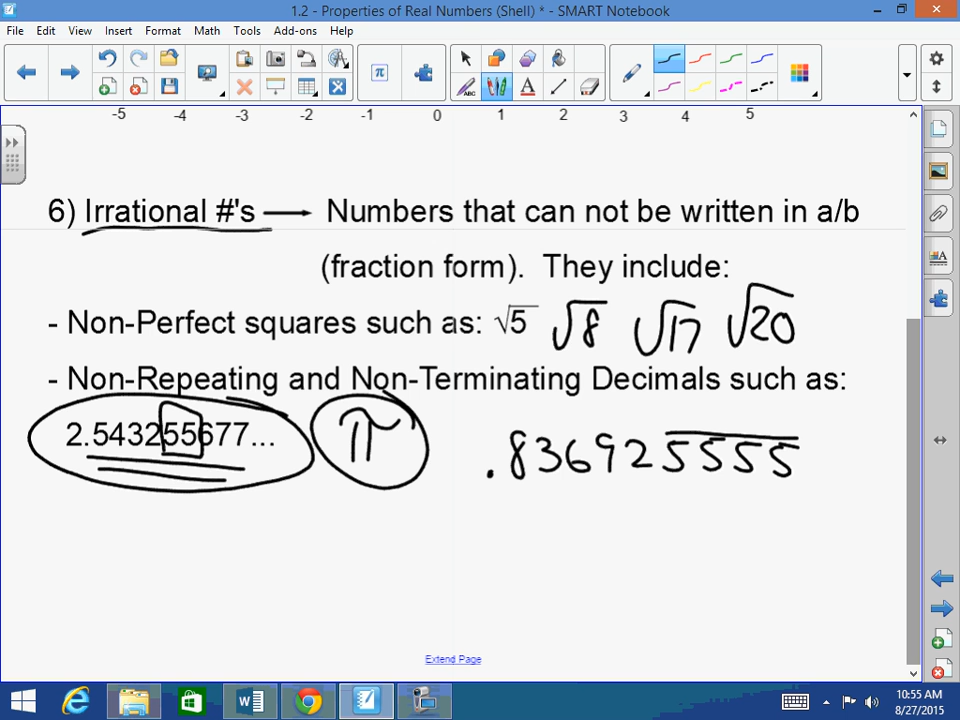 1.2 - Properties of Real Numbers (Shell) * - SMART Notebook
File Edit View Insert Format Math Tools Add-ons Help
-5 -4 -3 -2 -1 0 1 2 3 4 5
6) Irrational #'s → Numbers that can not be written in a/b
(fraction form). They include:
- Non-Perfect squares such as: √5 √8 √17 √20
- Non-Repeating and Non-Terminating Decimals such as:
2.543255677... π .836925555
Extend Page
10:55 AM
8/27/2015